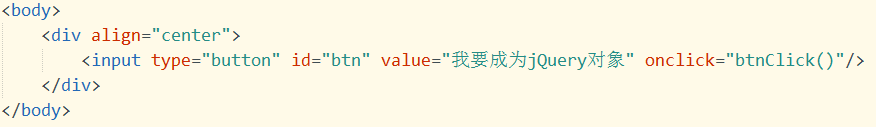 <body>
<div align="center">
<input type="button" id="btn" value="我要成为jQuery对象" onclick="btnClick()"/>
</div>
</body>